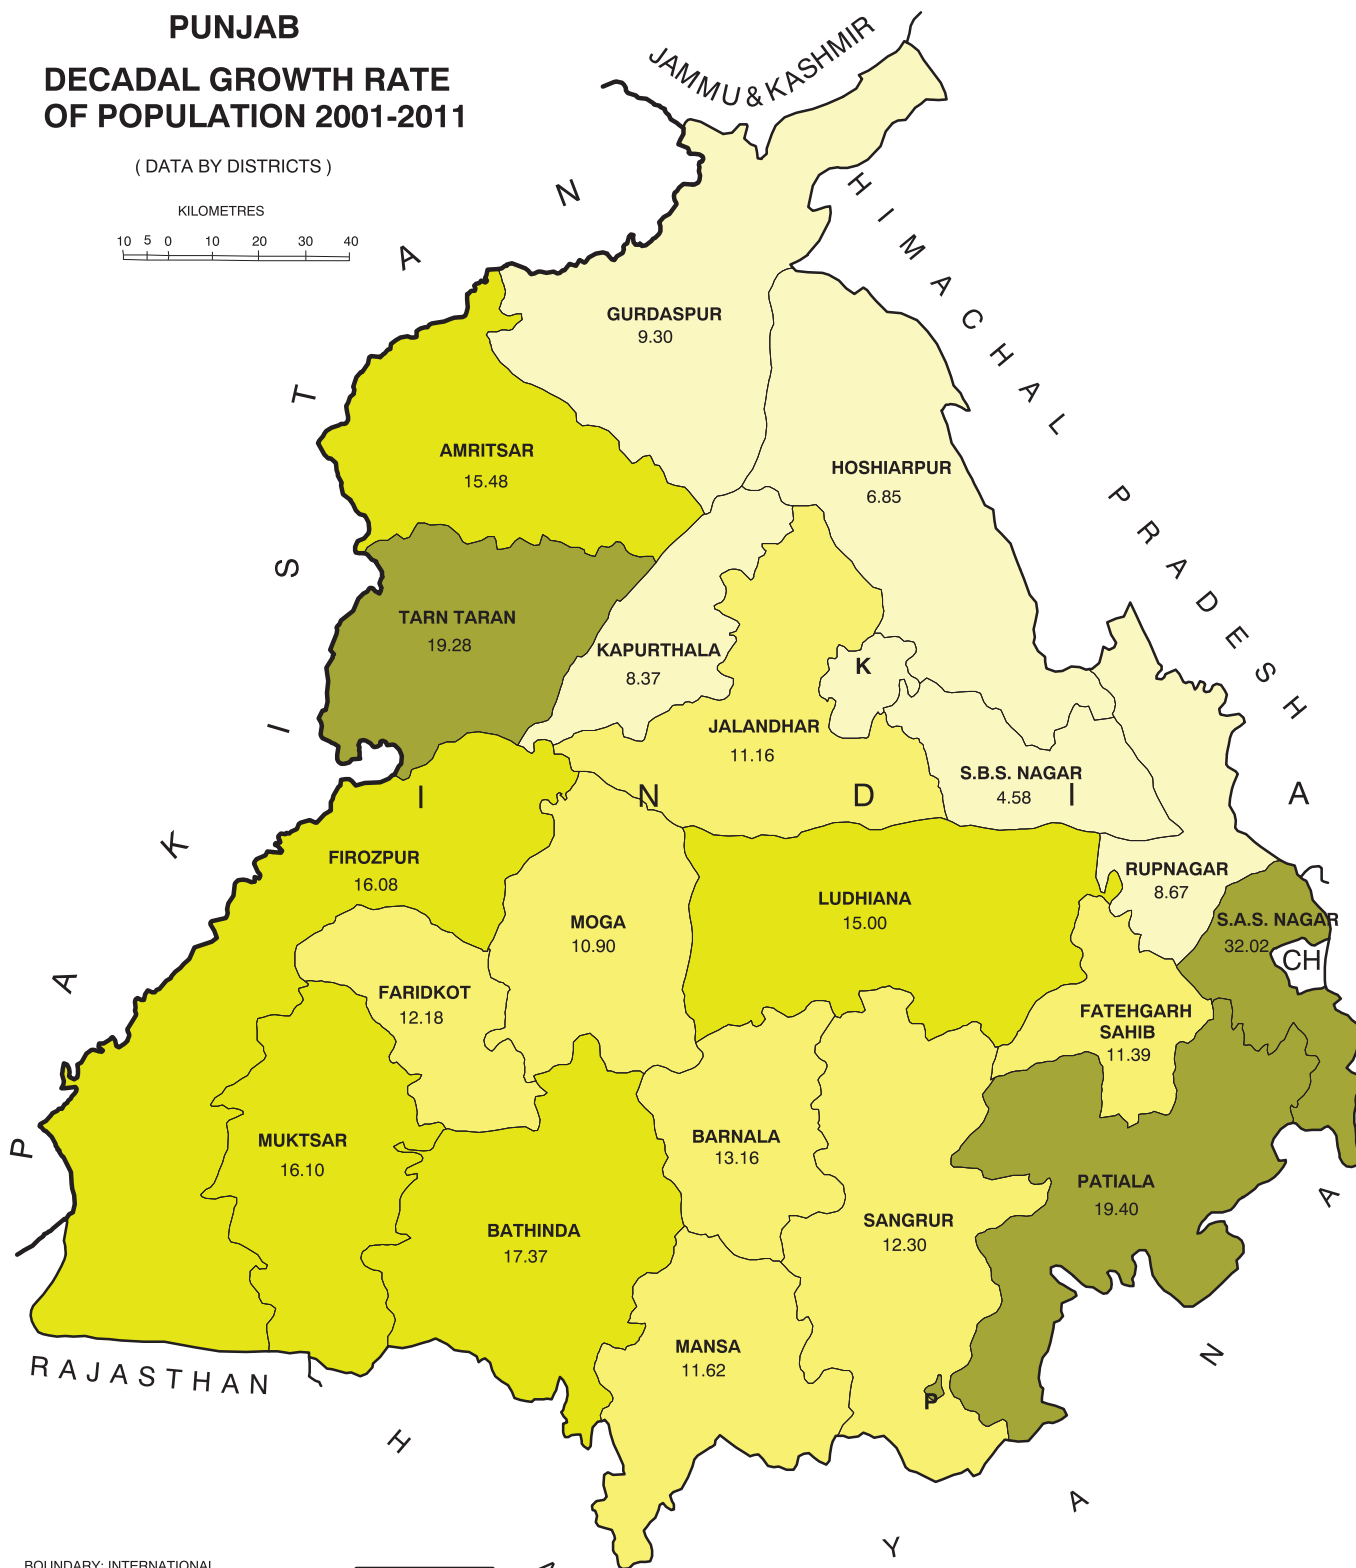 PUNJAB
DECADAL GROWTH RATE
OF POPULATION 2001-2011
( DATA BY DISTRICTS )
KILOMETRES
10 5 0 10 20 30 40
JAMMU & KASHMIR
HIMACHAL PRADESH
PAKISTAN
GURDASPUR
9.30
AMRITSAR
15.48
HOSHIARPUR
6.85
TARN TARAN
19.28
KAPURTHALA
8.37
K
JALANDHAR
11.16
S.B.S. NAGAR
4.58
INDIA
FIROZPUR
16.08
RUPNAGAR
8.67
LUDHIANA
15.00
MOGA
10.90
S.A.S. NAGAR
32.02
CH
FARIDKOT
12.18
FATEHGARH
SAHIB
11.39
MUKTSAR
16.10
BARNALA
13.16
PATIALA
19.40
BATHINDA
17.37
SANGRUR
12.30
MANSA
11.62
P
RAJASTHAN
HAYANA
BOUNDARY: INTERNATIONAL